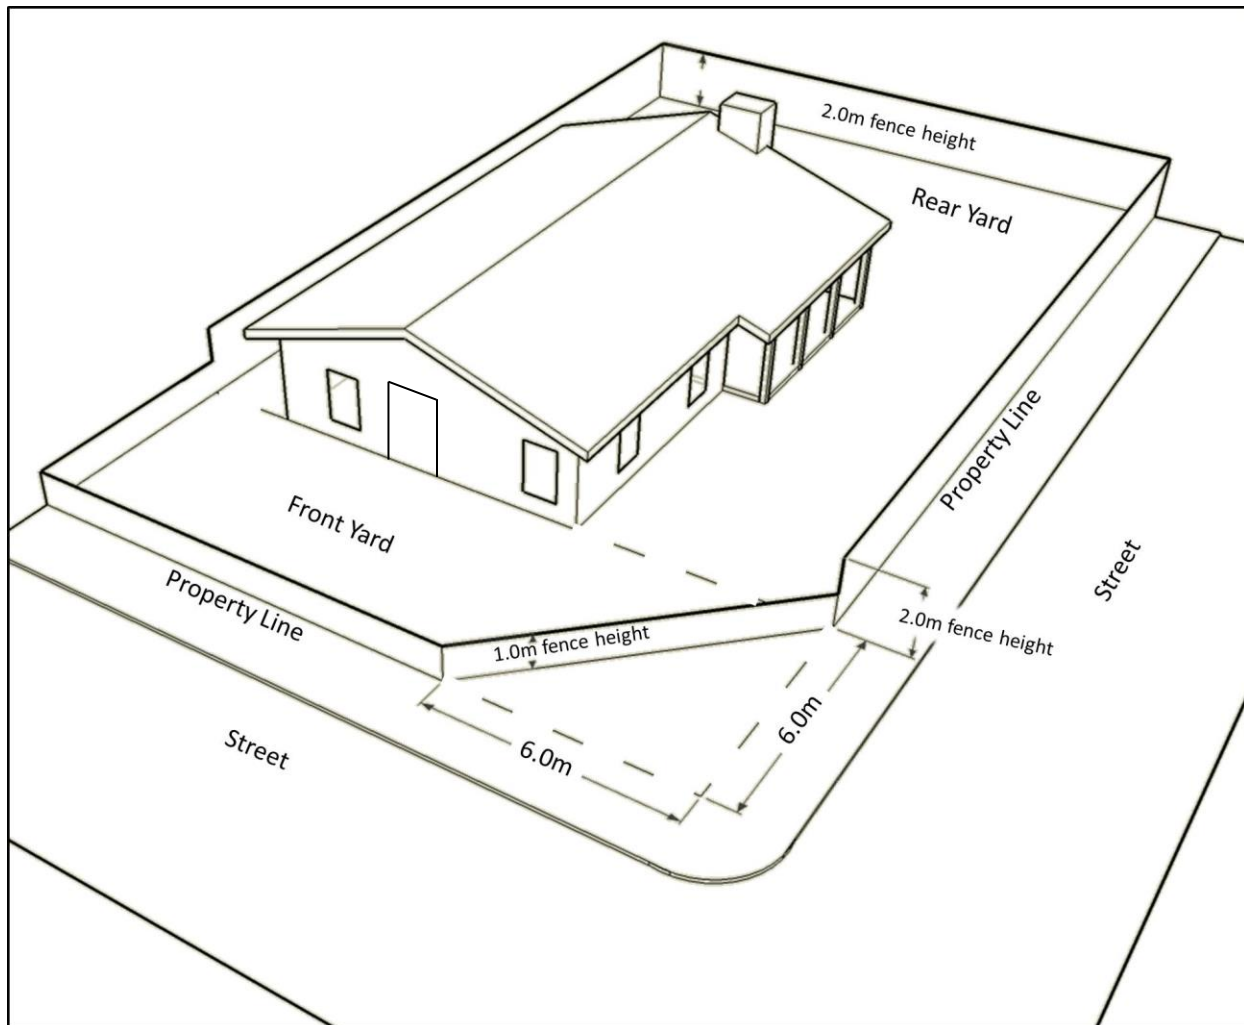 2.0m fence height
Rear Yard
Property Line
Front Yard
Street
Property Line
2.0m fence height
1.0m fence height
6.0m
6.0m
Street